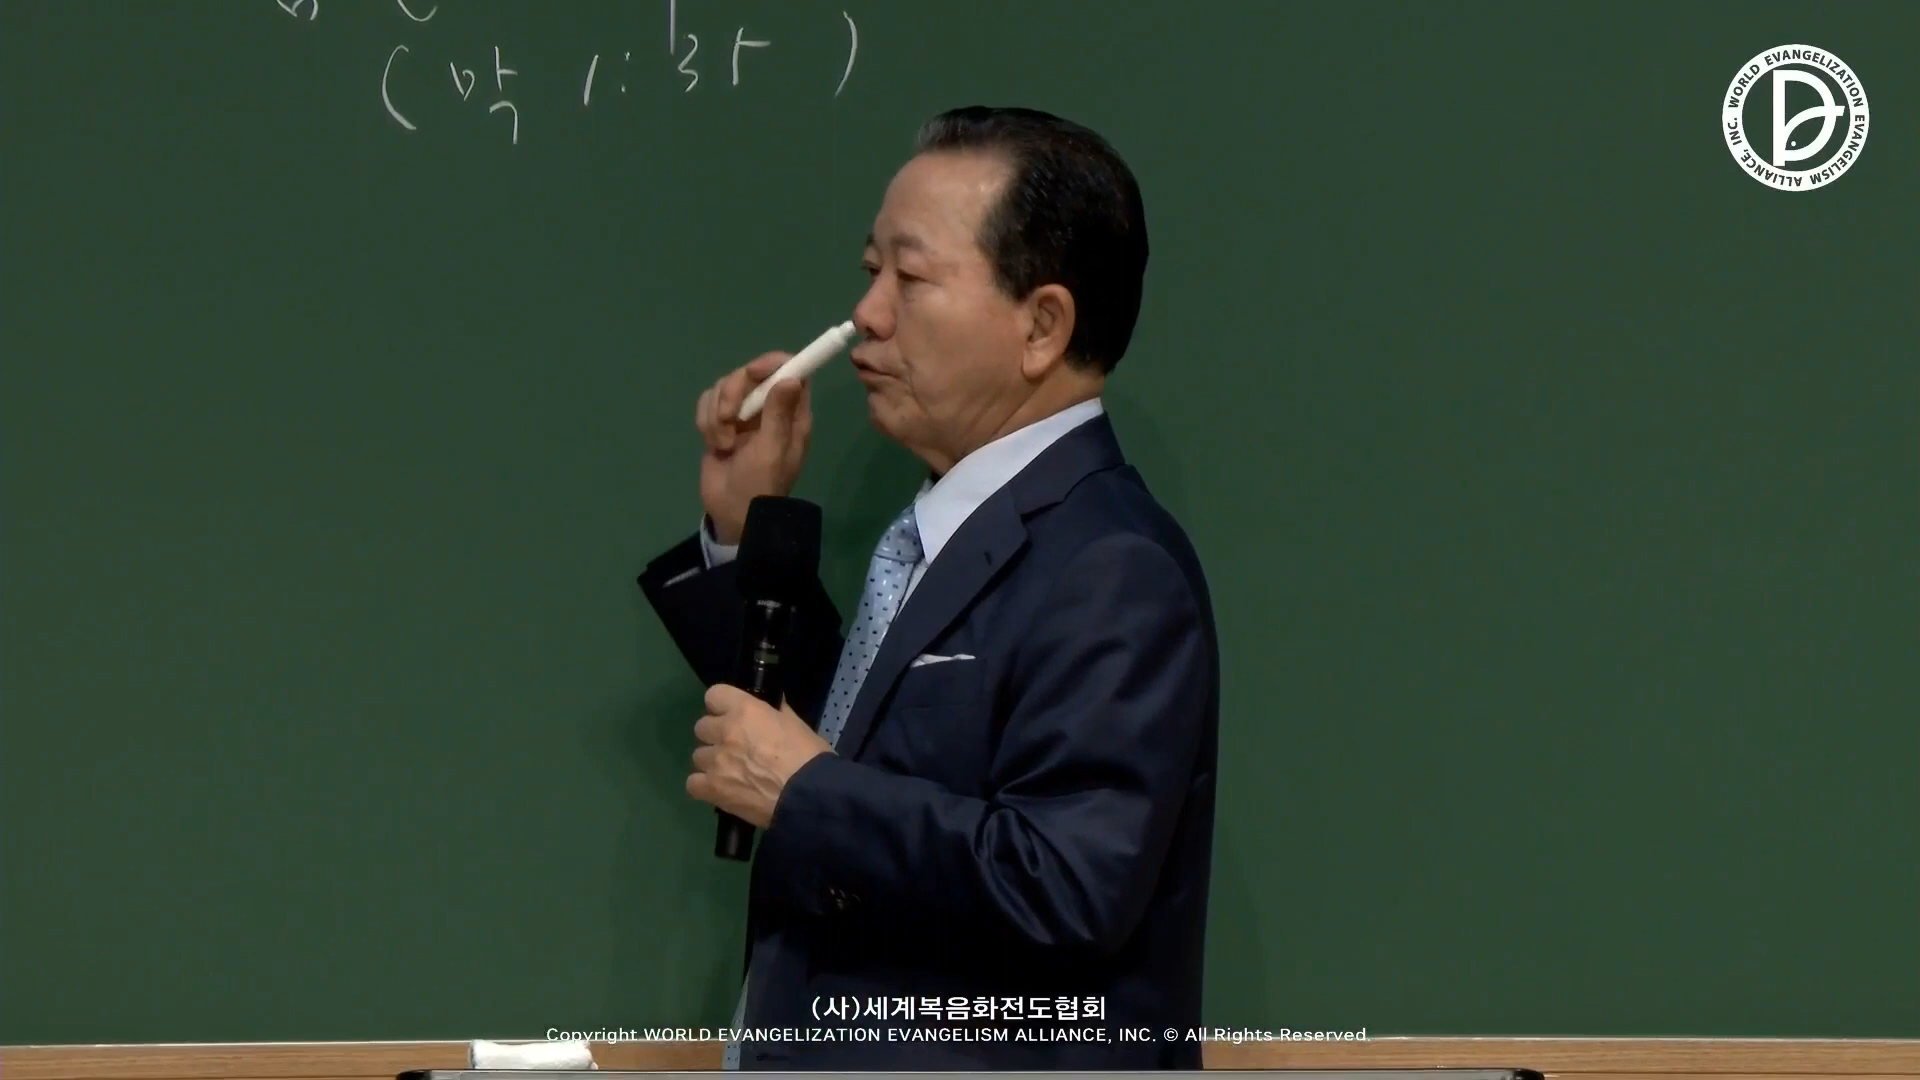 (막 1:35)
WORLD EVANGELIZATION EVANGELISM ALLIANCE, INC.
(사)세계복음화전도협회
Copyright WORLD EVANGELIZATION EVANGELISM ALLIANCE, INC. © All Rights Reserved.